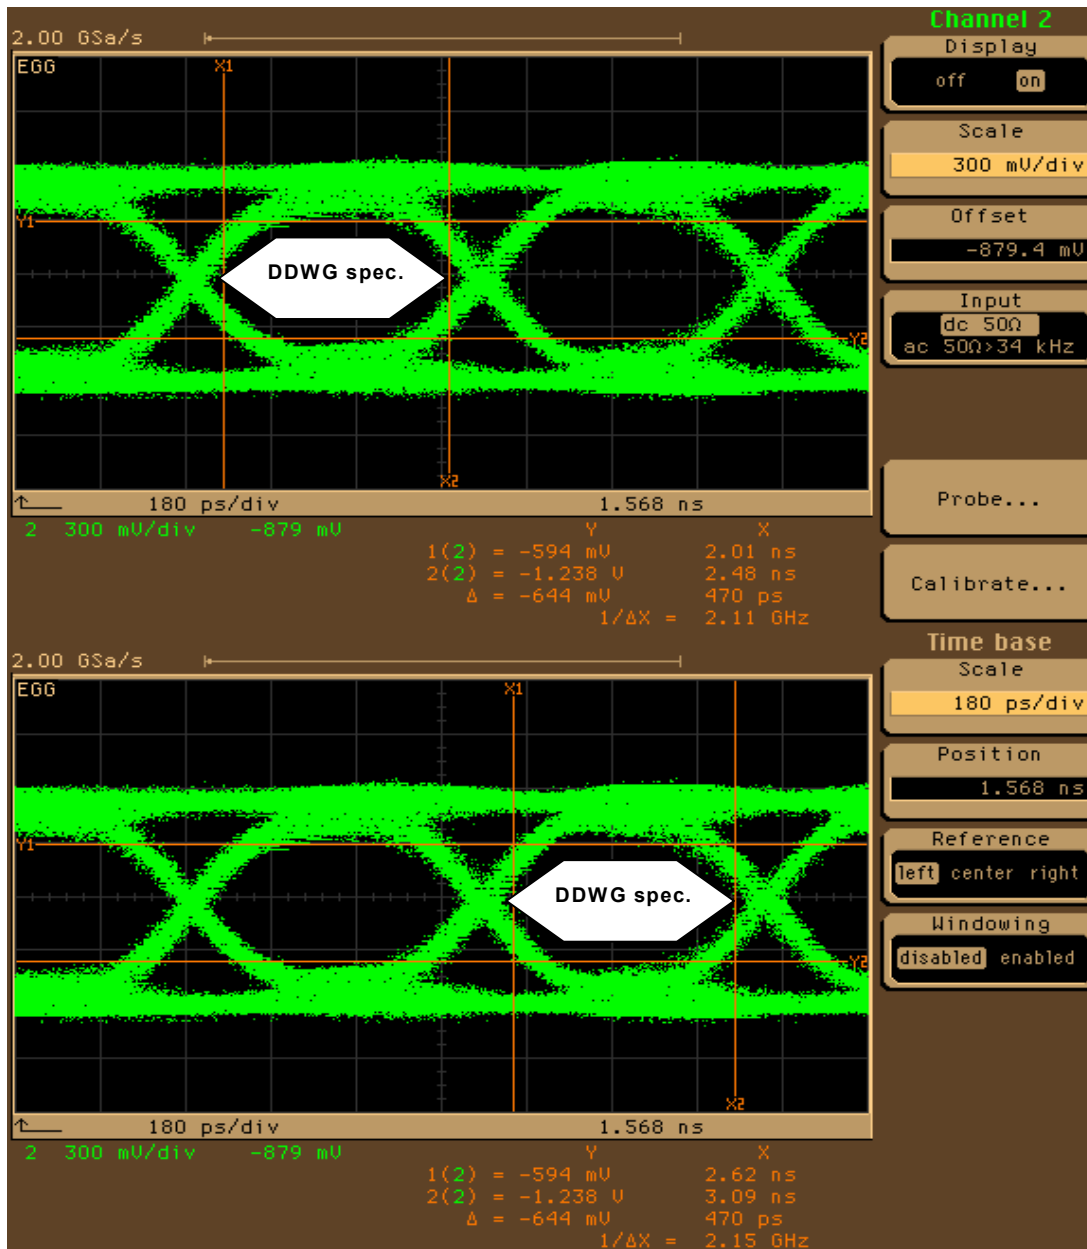 Channel 2
2.00 GSa/s
Display
off on
EGG
X1
Scale
300 mV/div
Y1
Offset
-879.4 mV
DDWG spec.
Input
dc 50Ω
ac 50Ω>34 kHz
Y2
X2
180 ps/div 1.568 ns
Probe...
2 300 mV/div -879 mV Y X
1(2) = -594 mV 2.01 ns
2(2) = -1.238 V 2.48 ns
Δ = -644 mV 470 ps
1/ΔX = 2.11 GHz
Calibrate...
Time base
2.00 GSa/s
Scale
180 ps/div
EGG
X1
Position
1.568 ns
Y1
Reference
left center right
DDWG spec.
Windowing
disabled enabled
Y2
X2
180 ps/div 1.568 ns
2 300 mV/div -879 mV Y X
1(2) = -594 mV 2.62 ns
2(2) = -1.238 V 3.09 ns
Δ = -644 mV 470 ps
1/ΔX = 2.15 GHz